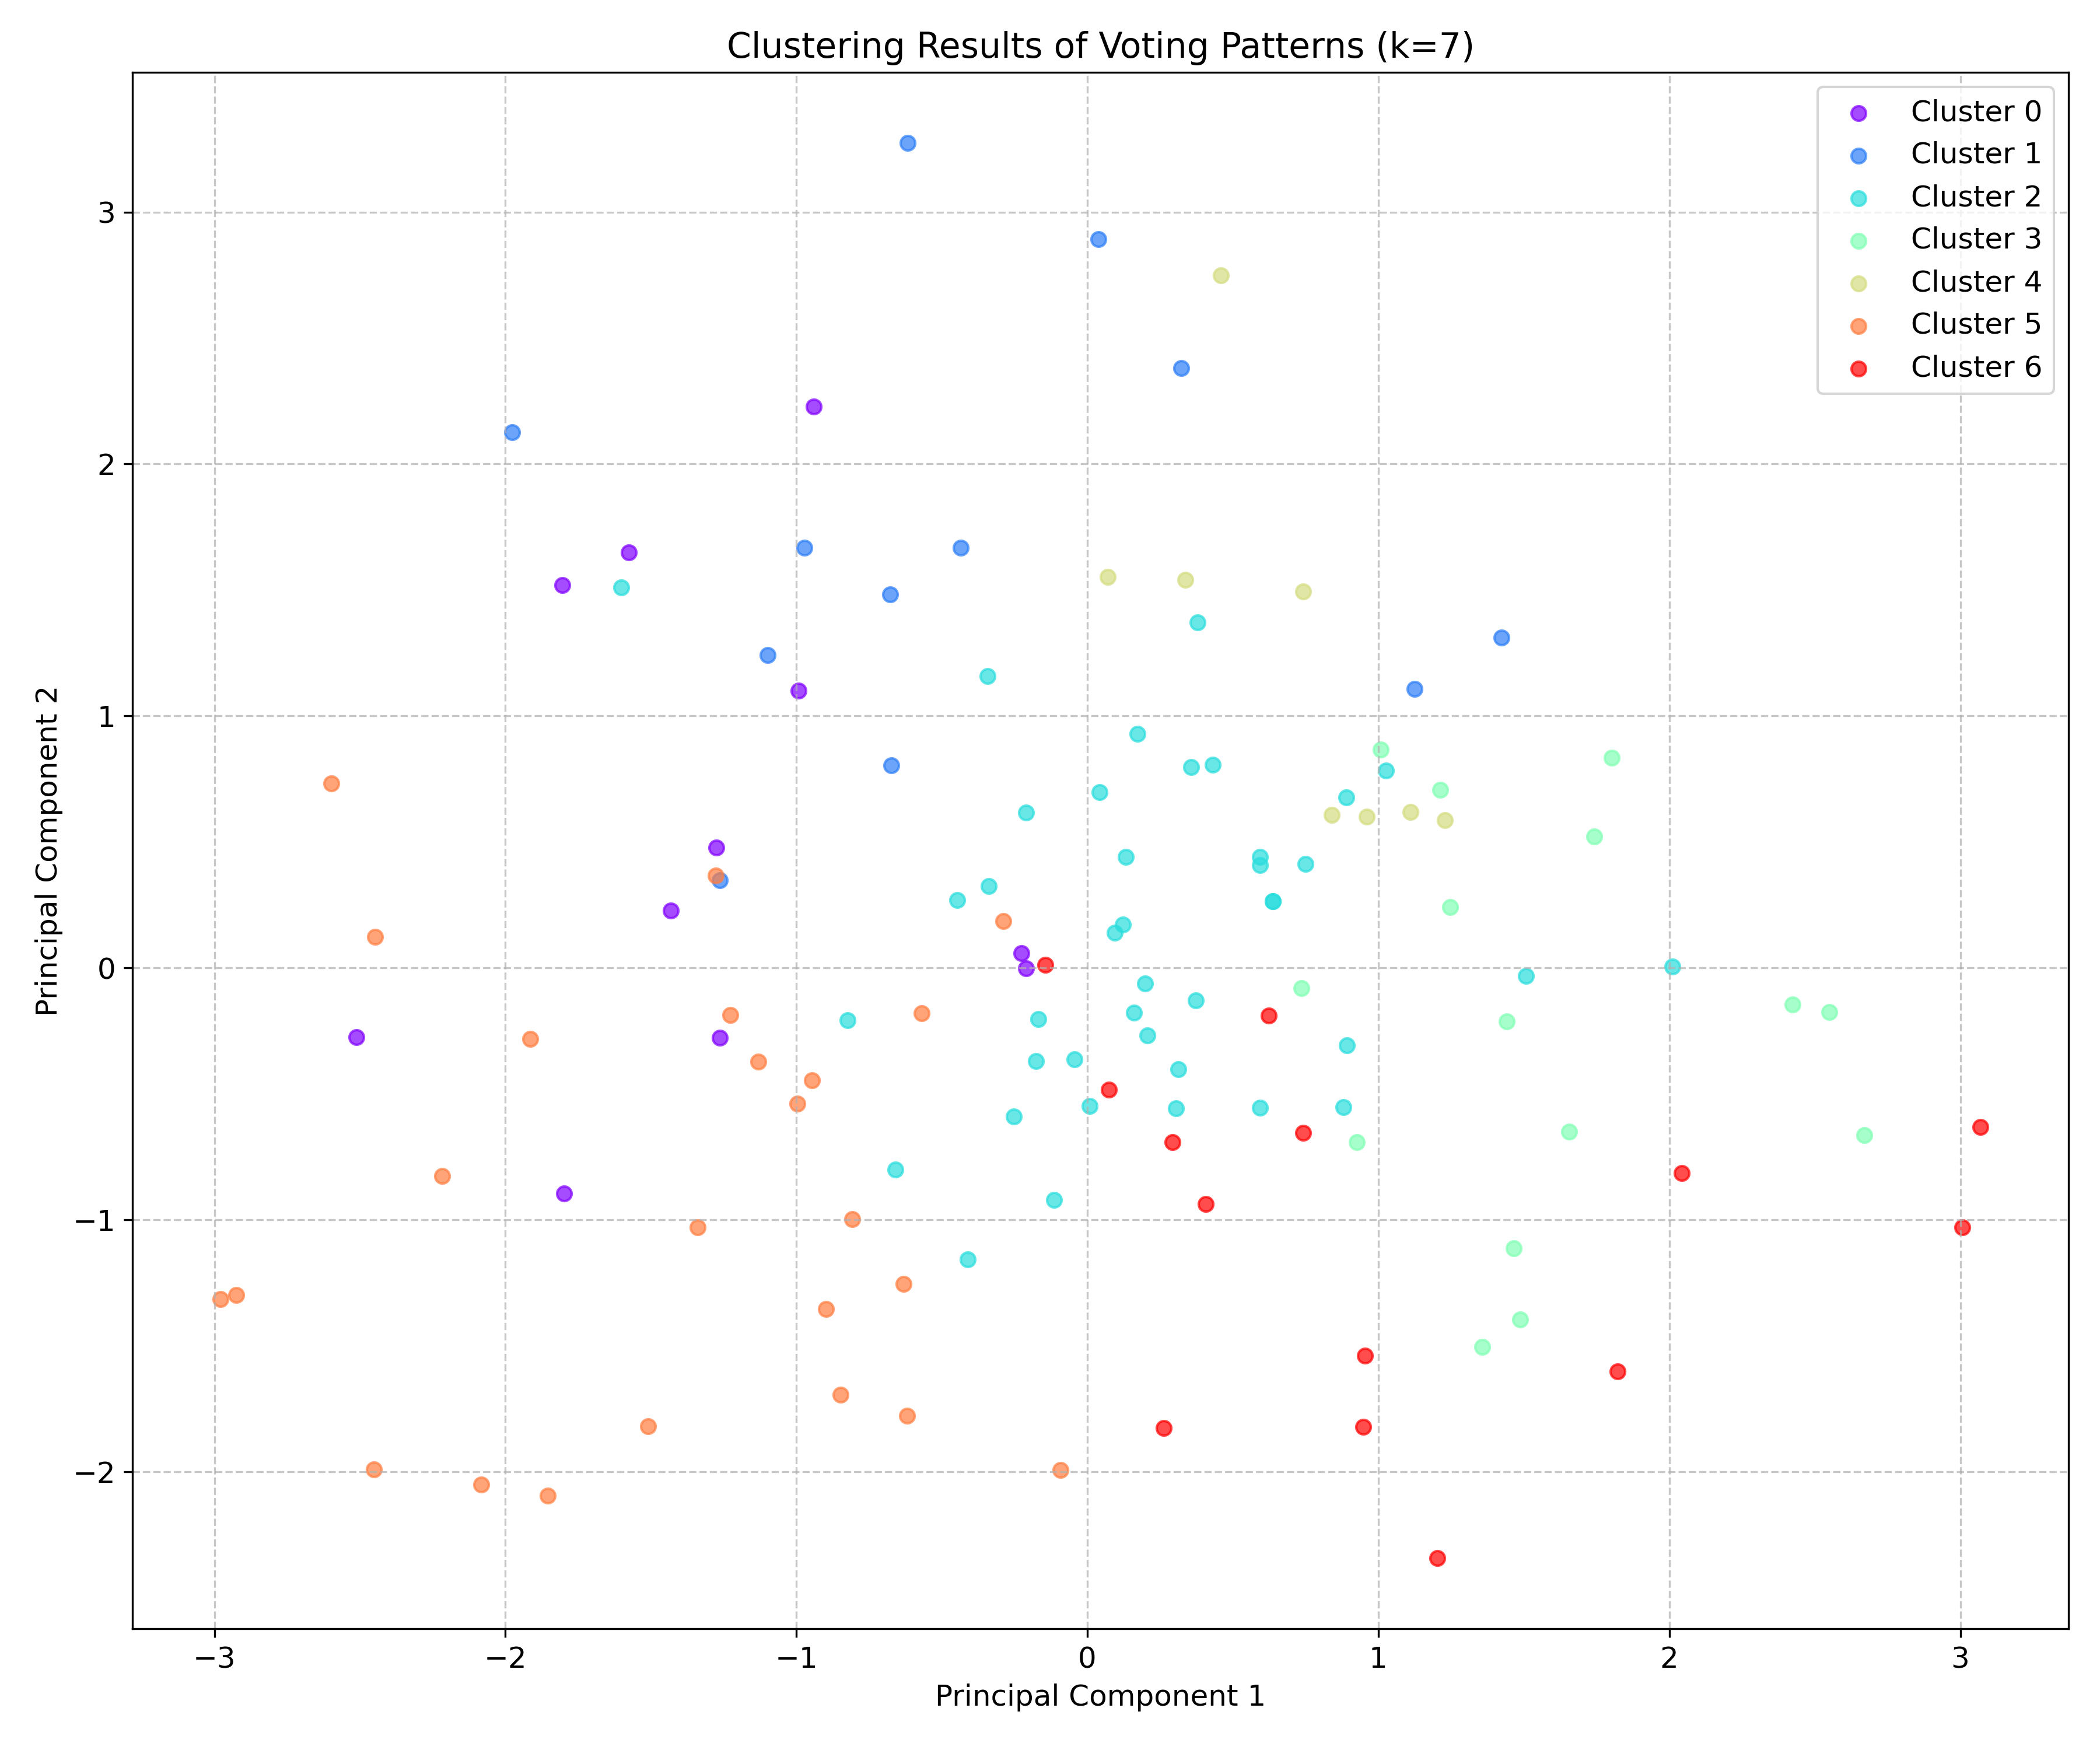 Clustering Results of Voting Patterns (k=7)
Cluster 0
Cluster 1
Cluster 2
Cluster 3
Cluster 4
Cluster 5
Cluster 6
Principal Component 2
3
2
1
0
−1
−2
−3
−2
−1
0
1
2
3
Principal Component 1